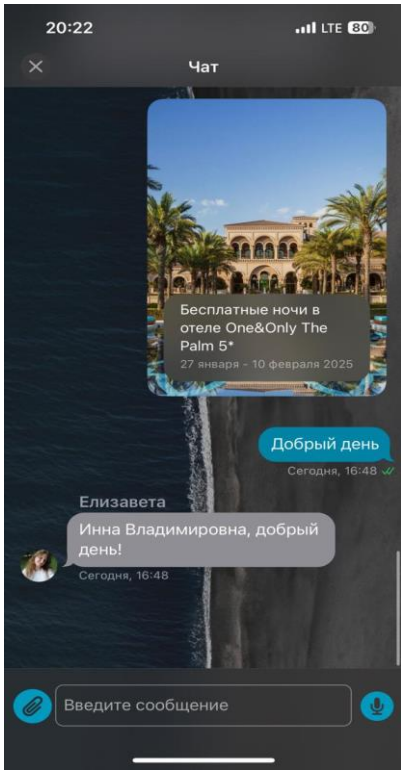 20:22
LTE 80
Чат
Бесплатные ночи в
отеле One&Only The
Palm 5*
27 января - 10 февраля 2025
Добрый день
Сегодня, 16:48
Елизавета
Инна Владимировна, добрый
день!
Сегодня, 16:48
Введите сообщение